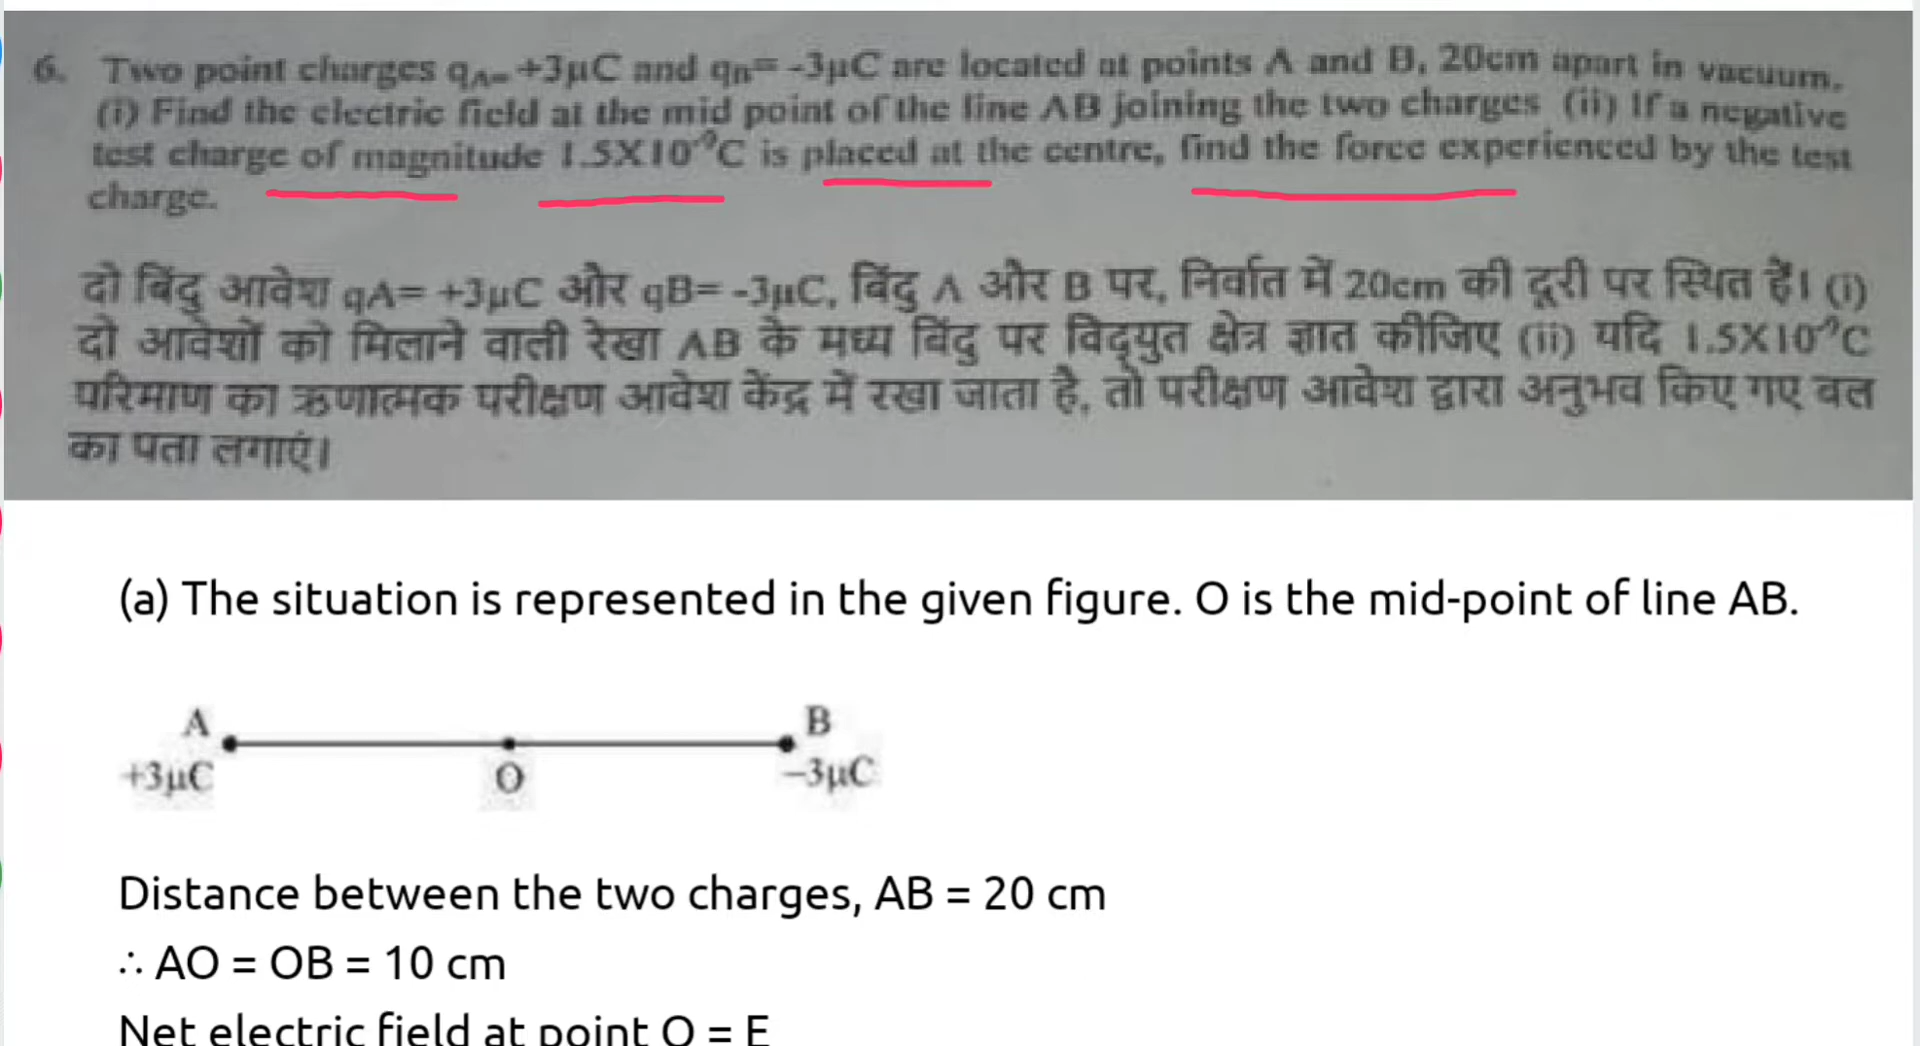 6. Two point charges qA= +3μC and qB= -3μC are located at points A and B, 20cm apart in vacuum.
(i) Find the electric field at the mid point of the line AB joining the two charges (ii) If a negative
test charge of magnitude 1.5X10⁻⁹C is placed at the centre, find the force experienced by the test
charge.
दो बिंदु आवेश qA= +3μC और qB= -3μC, बिंदु A और B पर, निर्वात में 20cm की दूरी पर स्थित हैं। (i)
दो आवेशों को मिलाने वाली रेखा AB के मध्य बिंदु पर विद्युत क्षेत्र ज्ञात कीजिए (ii) यदि 1.5X10⁻⁹C
परिमाण का ऋणात्मक परीक्षण आवेश केंद्र में रखा जाता है, तो परीक्षण आवेश द्वारा अनुभव किए गए बल
का पता लगाएं।
(a) The situation is represented in the given figure. O is the mid-point of line AB.
A B
+3μC O -3μC
Distance between the two charges, AB = 20 cm
∴ AO = OB = 10 cm
Net electric field at point O = E